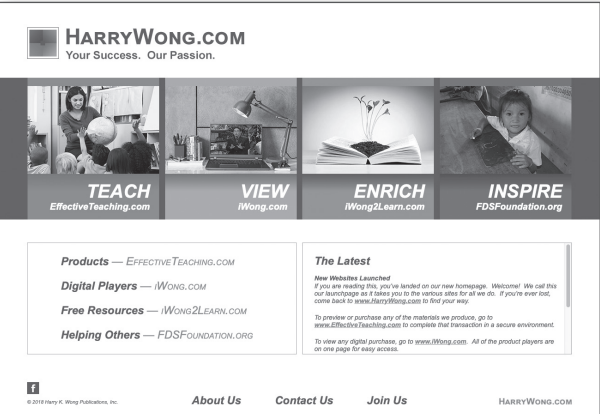 HARRYWONG.COM
Your Success. Our Passion.
TEACH
EffectiveTeaching.com
VIEW
iWong.com
ENRICH
iWong2Learn.com
INSPIRE
FDSFoundation.org
Products — EFFECTIVETEACHING.COM
Digital Players — iWONG.COM
Free Resources — iWONG2LEARN.COM
Helping Others — FDSFOUNDATION.ORG
The Latest
New Websites Launched
If you are reading this, you've landed on our new homepage. Welcome! We call this
our launchpage as it takes you to the various sites for all we do. If you're ever lost,
come back to www.HarryWong.com to find your way.
To preview or purchase any of the materials we produce, go to
www.EffectiveTeaching.com to complete that transaction in a secure environment.
To view any digital purchase, go to www.iWong.com. All of the product players are
on one page for easy access.
f
© 2018 Harry K. Wong Publications, Inc.
About Us
Contact Us
Join Us
HARRYWONG.COM